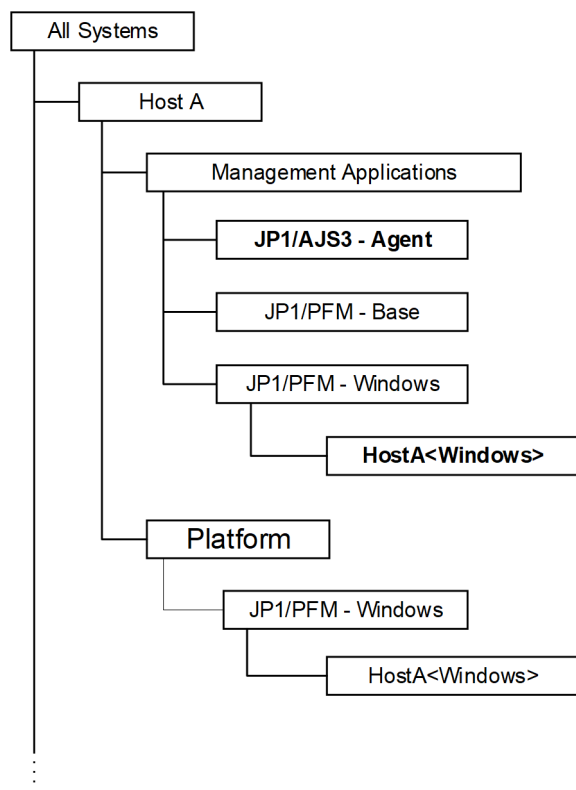 All Systems
Host A
Management Applications
JP1/AJS3 - Agent
JP1/PFM - Base
JP1/PFM - Windows
HostA<Windows>
Platform
JP1/PFM - Windows
HostA<Windows>